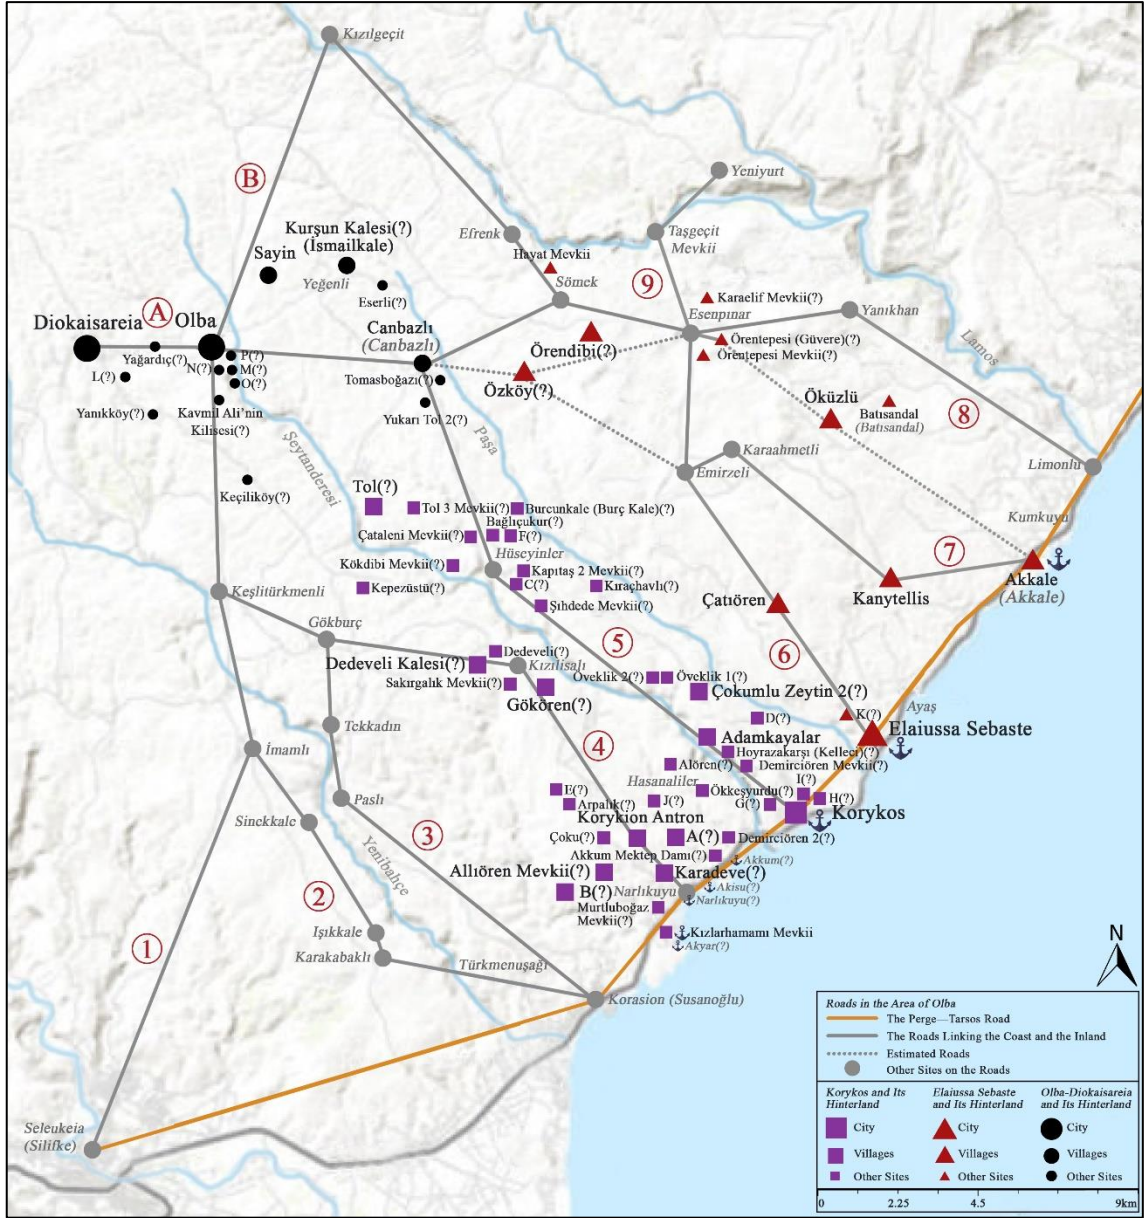 Kızılgeçit
Yeniyurt
B
Kurşun Kalesi(?)
(İsmailkale)
Efrenk
Taşgeçit
Mevkii
Sayin
Yeğenli
Hayat Mevkii
Eserli(?)
Sömek
9
Karaelif Mevkii(?)
Yanıkhan
Esenpınar
Lamos
A
Diokaisareia
Olba
Canbazlı
(Canbazlı)
Örendibi(?)
Örentepesi (Güvere)(?)
Örentepesi Mevkii(?)
Yağardıç(?)
P(?)
N(?)
M(?)
L(?)
O(?)
Tomasboğazı(?)
Özköy(?)
Öküzlü
Batısandal
(Batısandal)
8
Yanıkköy(?)
Kavmil Ali'nin
Kilisesi(?)
Yukarı Tol 2(?)
Şeytanderesi
Paşa
Karaahmetli
Emirzeli
Limonlu
Keçiliköy(?)
Tol(?)
Tol 3 Mevkii(?)
Burcunkale (Burç Kale)(?)
Bağlıçukur(?)
Kumkuyu
Çataleni Mevkii(?)
F(?)
Hüseyinler
Kökdibi Mevkii(?)
Kapıtaş 2 Mevkii(?)
7
Akkale
(Akkale)
Keşlitürkmenli
Kepezüstü(?)
C(?)
Kıraçhavlı(?)
Kanytellis
Şıhdede Mevkii(?)
Çatıören
Gökburç
5
6
Dedeveli(?)
Dedeveli Kalesi(?)
Kızılisalı
Sakırgalık Mevkii(?)
Gökören(?)
Öveklik 2(?)
Öveklik 1(?)
Çokumlu Zeytin 2(?)
Ayaş
Tekkadın
D(?)
K(?)
Elaiussa Sebaste
İmamlı
4
Adamkayalar
Hoyrazakarşı (Kelleci)(?)
Alören(?)
Demirciören Mevkii(?)
Hasanaliler
Paslı
E(?)
Ökkeşyurdu(?)
I(?)
Arpalık(?)
J(?)
G(?)
H(?)
Sinekkale
3
Korykion Antron
Korykos
Çoku(?)
A(?)
Demirciören 2(?)
Akkum Mektep Damı(?)
Akkum(?)
Yenibahçe
Allıören Mevkii(?)
Karadeve(?)
2
B(?)
Narlıkuyu
Akisu(?)
Narlıkuyu(?)
Murtluboğaz
Mevkii(?)
Işıkkale
Kızlarhamamı Mevkii
Akyar(?)
1
Karakabaklı
Türkmenuşağı
Korasion (Susanoğlu)
N
Seleukeia
(Silifke)
Roads in the Area of Olba
The Perge—Tarsos Road
The Roads Linking the Coast and the Inland
Estimated Roads
Other Sites on the Roads
Korykos and Its
Hinterland
City
Villages
Other Sites
Elaiussa Sebaste
and Its Hinterland
City
Villages
Other Sites
Olba-Diokaisareia
and Its Hinterland
City
Villages
Other Sites
0 2.25 4.5 9km